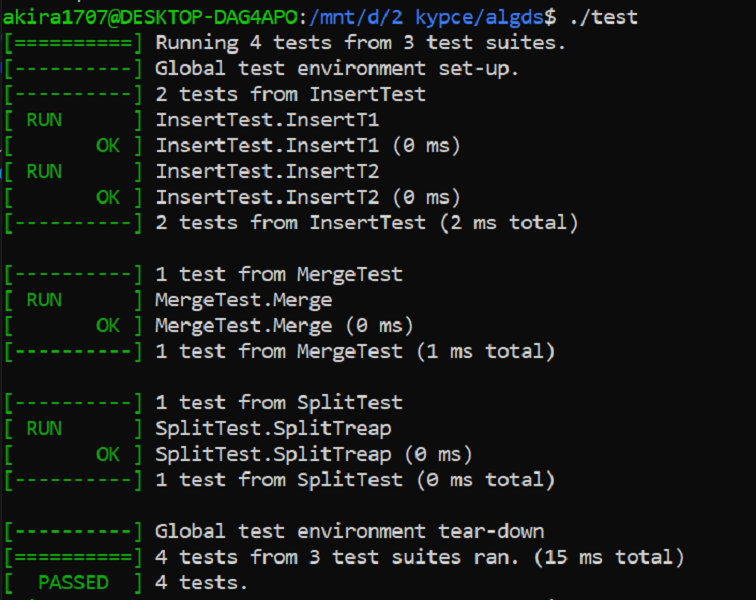 akira1707@DESKTOP-DAG4APO:/mnt/d/2 kypce/algds$ ./test
[==========] Running 4 tests from 3 test suites.
[----------] Global test environment set-up.
[----------] 2 tests from InsertTest
[ RUN      ] InsertTest.InsertT1
[       OK ] InsertTest.InsertT1 (0 ms)
[ RUN      ] InsertTest.InsertT2
[       OK ] InsertTest.InsertT2 (0 ms)
[----------] 2 tests from InsertTest (2 ms total)

[----------] 1 test from MergeTest
[ RUN      ] MergeTest.Merge
[       OK ] MergeTest.Merge (0 ms)
[----------] 1 test from MergeTest (1 ms total)

[----------] 1 test from SplitTest
[ RUN      ] SplitTest.SplitTreap
[       OK ] SplitTest.SplitTreap (0 ms)
[----------] 1 test from SplitTest (0 ms total)

[----------] Global test environment tear-down
[==========] 4 tests from 3 test suites ran. (15 ms total)
[  PASSED  ] 4 tests.